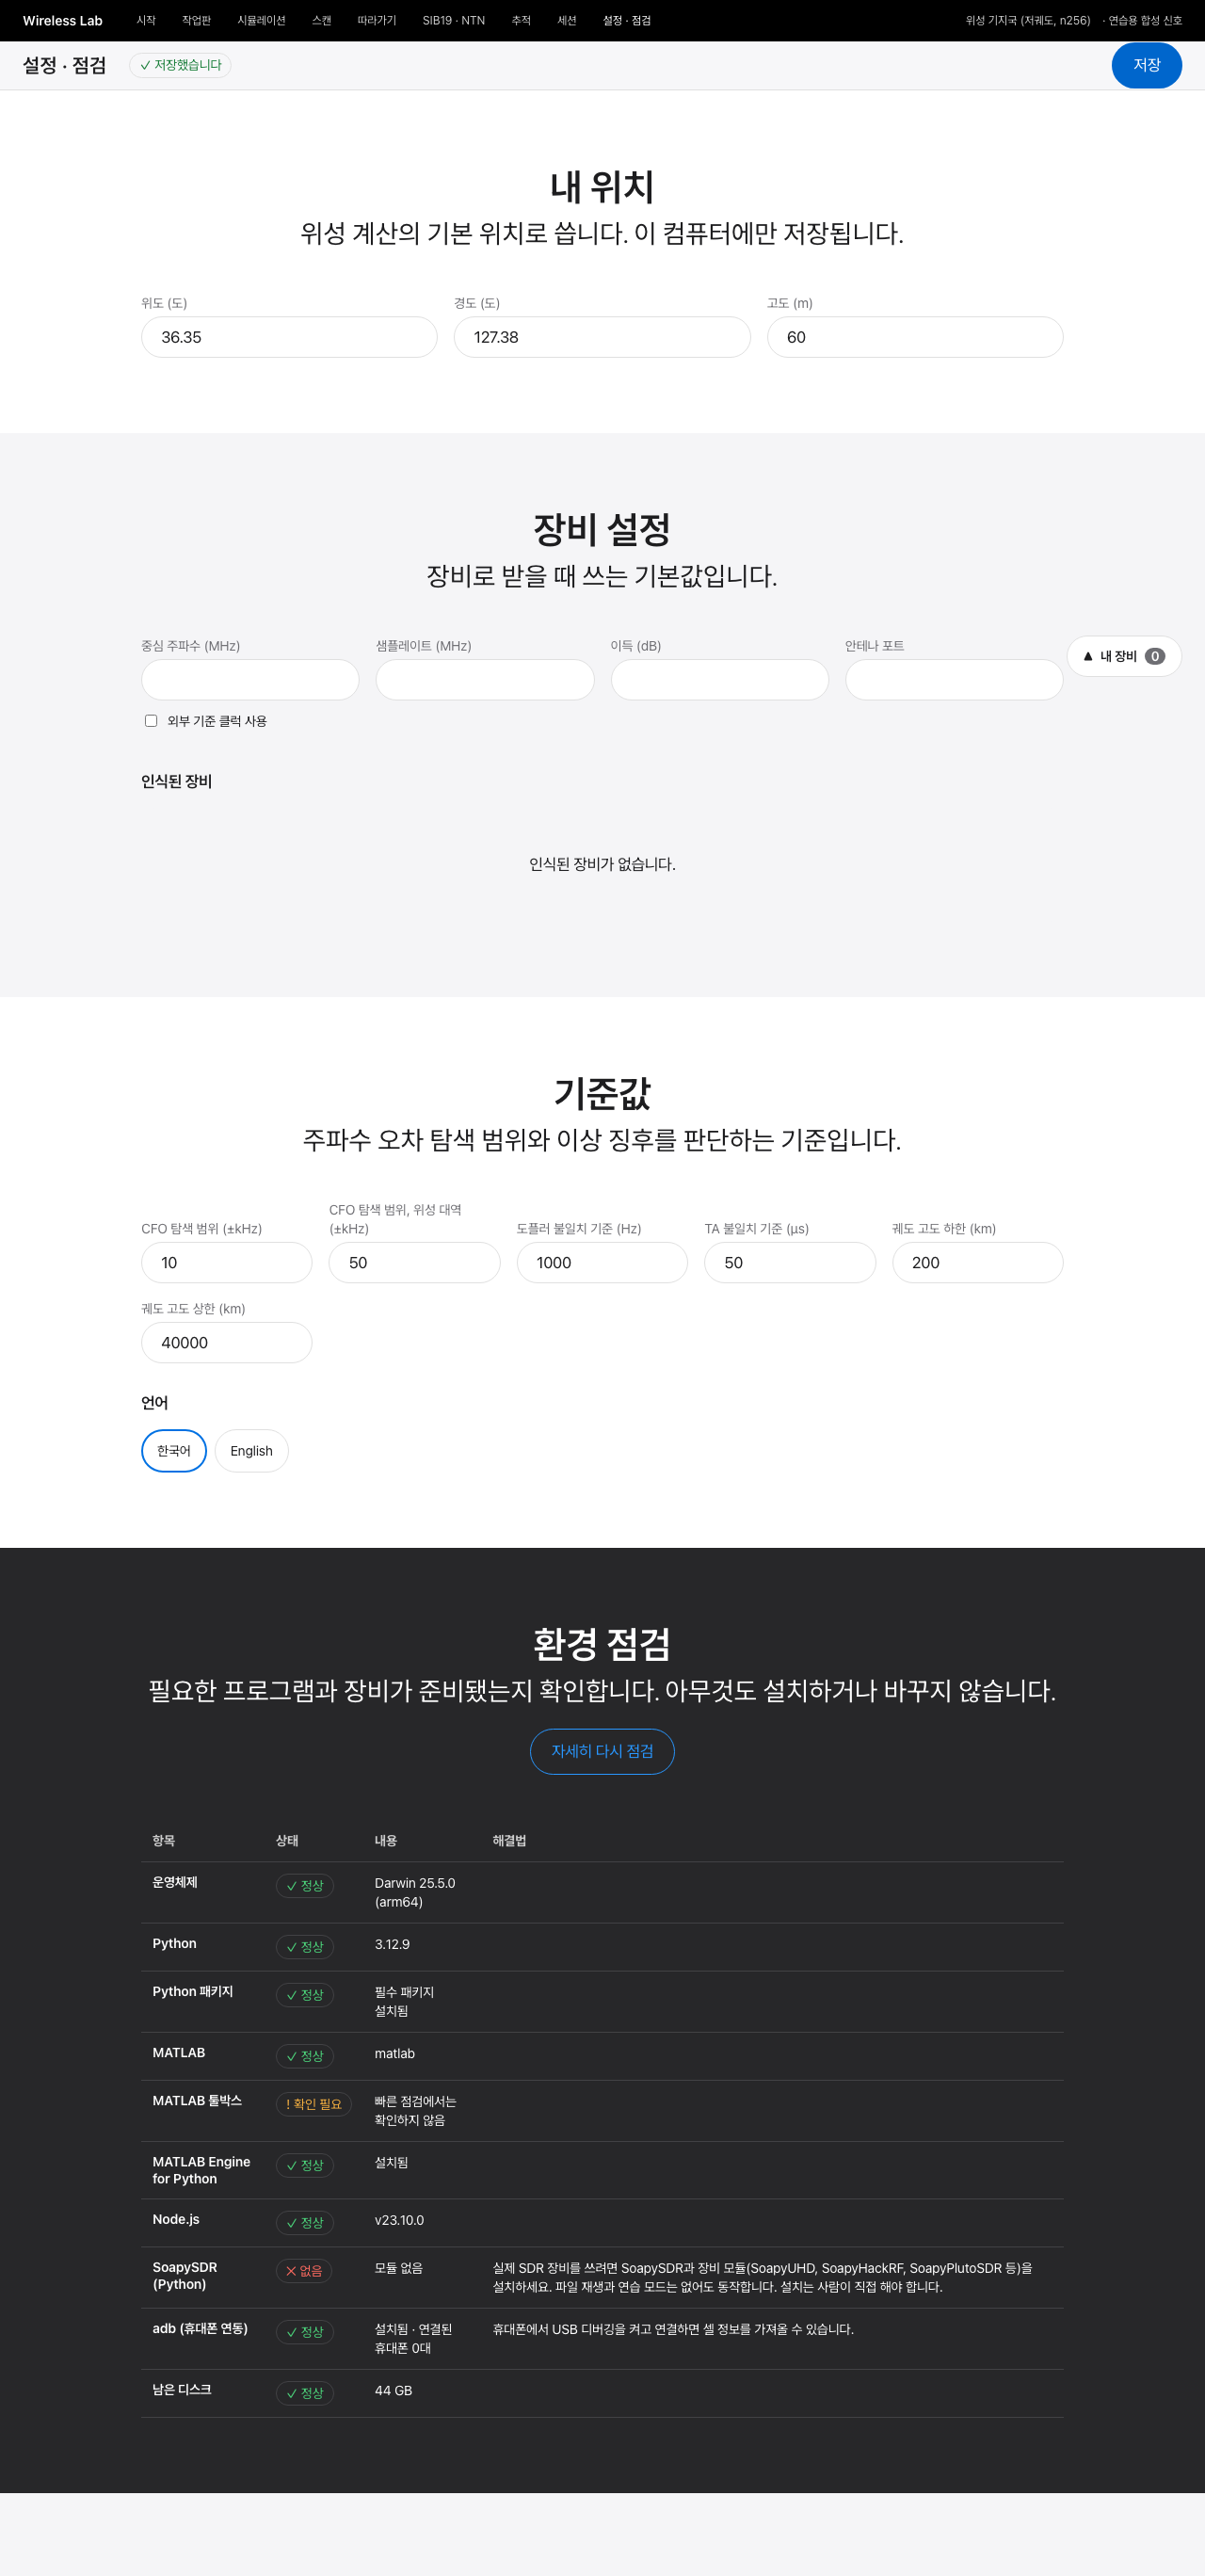 Wireless Lab 시작 작업판 시뮬레이션 스캔 따라가기 SIB19 · NTN 추적 세션 설정 · 점검 위성 기지국 (저궤도, n256) · 연습용 합성 신호
설정 · 점검 ✓ 저장했습니다 저장
내 위치
위성 계산의 기본 위치로 씁니다. 이 컴퓨터에만 저장됩니다.
위도 (도) 경도 (도) 고도 (m)
36.35 127.38 60
장비 설정
장비로 받을 때 쓰는 기본값입니다.
중심 주파수 (MHz) 샘플레이트 (MHz) 이득 (dB) 안테나 포트
▲ 내 장비 0
외부 기준 클럭 사용
인식된 장비
인식된 장비가 없습니다.
기준값
주파수 오차 탐색 범위와 이상 징후를 판단하는 기준입니다.
CFO 탐색 범위 (±kHz) CFO 탐색 범위, 위성 대역 (±kHz) 도플러 불일치 기준 (Hz) TA 불일치 기준 (µs) 궤도 고도 하한 (km)
10 50 1000 50 200
궤도 고도 상한 (km)
40000
언어
한국어 English
환경 점검
필요한 프로그램과 장비가 준비됐는지 확인합니다. 아무것도 설치하거나 바꾸지 않습니다.
자세히 다시 점검
항목 상태 내용 해결법
운영체제 ✓ 정상 Darwin 25.5.0
(arm64)
Python ✓ 정상 3.12.9
Python 패키지 ✓ 정상 필수 패키지
설치됨
MATLAB ✓ 정상 matlab
MATLAB 툴박스 ! 확인 필요 빠른 점검에서는
확인하지 않음
MATLAB Engine
for Python ✓ 정상 설치됨
Node.js ✓ 정상 v23.10.0
SoapySDR
(Python) ✕ 없음 모듈 없음 실제 SDR 장비를 쓰려면 SoapySDR과 장비 모듈(SoapyUHD, SoapyHackRF, SoapyPlutoSDR 등)을
설치하세요. 파일 재생과 연습 모드는 없어도 동작합니다. 설치는 사람이 직접 해야 합니다.
adb (휴대폰 연동) ✓ 정상 설치됨 · 연결된
휴대폰 0대 휴대폰에서 USB 디버깅을 켜고 연결하면 셀 정보를 가져올 수 있습니다.
남은 디스크 ✓ 정상 44 GB